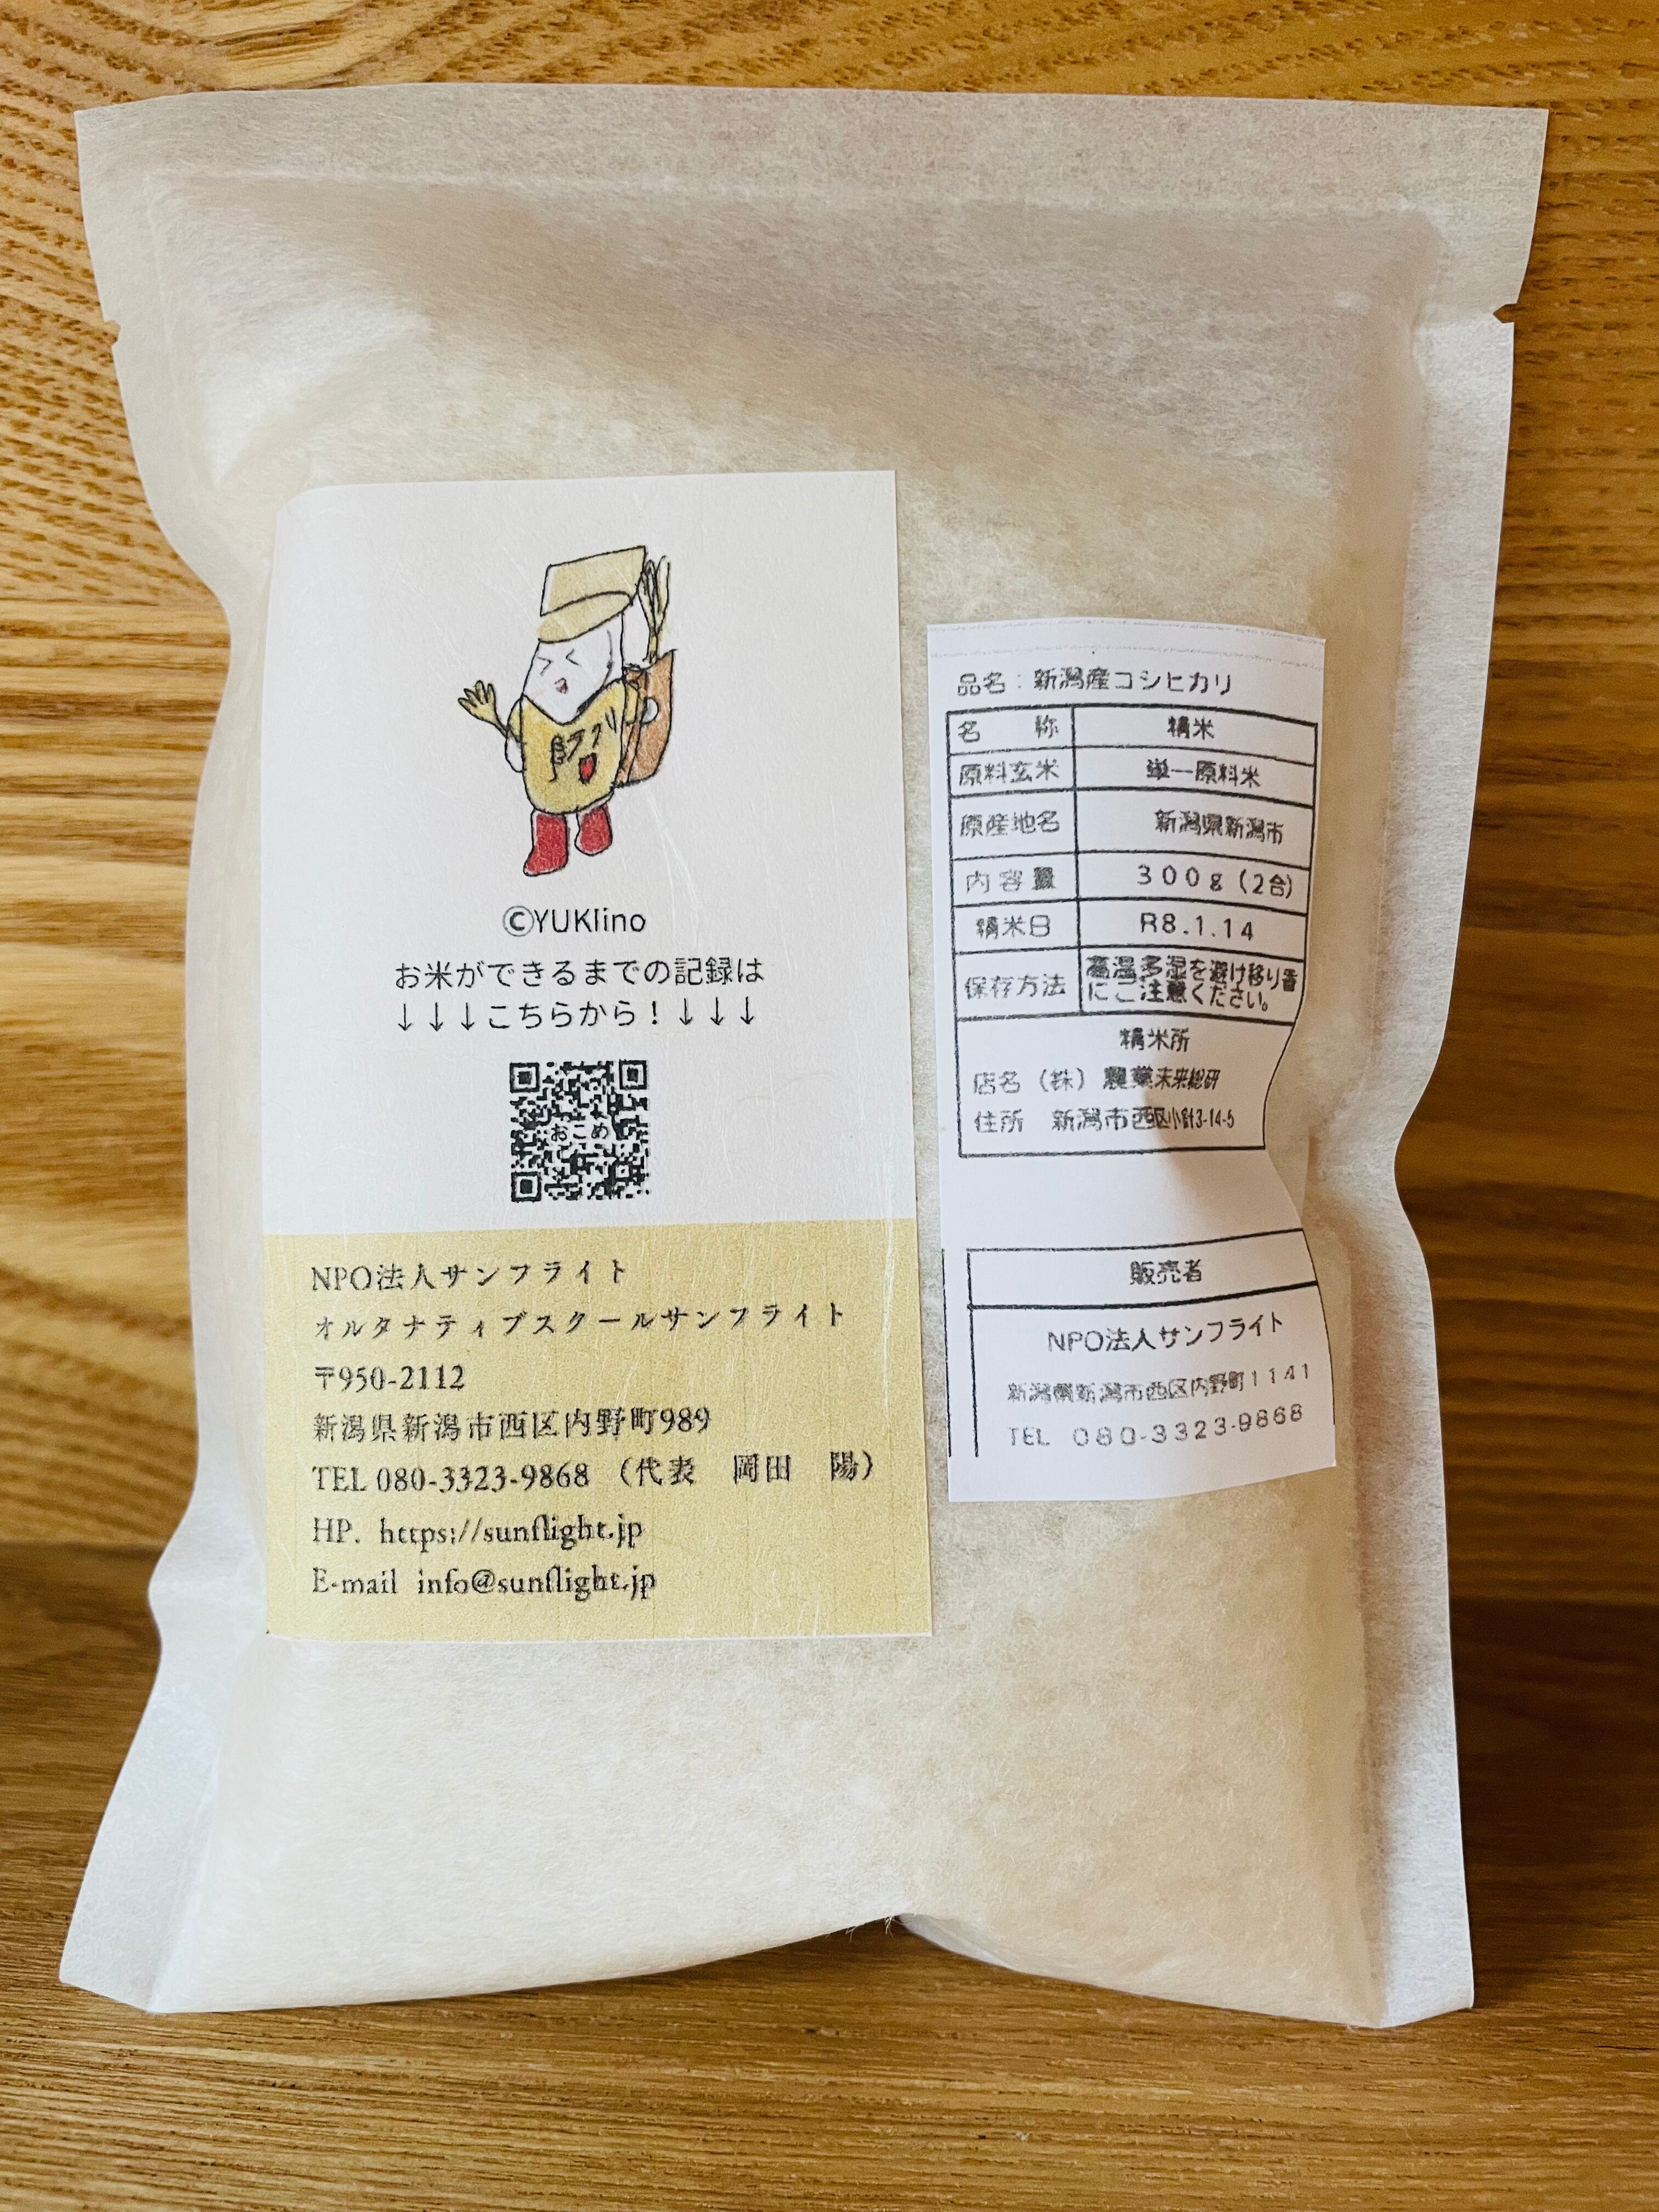 ©YUKIino
お米ができるまでの記録は
↓↓↓こちらから！↓↓↓
おこめ
NPO法人サンフライト
オルタナティブスクールサンフライト
〒950-2112
新潟県新潟市西区内野町989
TEL 080-3323-9868 （代表　岡田　陽）
HP. https://sunflight.jp
E-mail info@sunflight.jp
品名：新潟産コシヒカリ
名　称 精米
原料玄米 単一原料米
原産地名 新潟県新潟市
内容量 300g（2合）
精米日 R8.1.14
保存方法 高温多湿を避け移り香
にご注意ください。
精米所
店名（株）農業未来総研
住所　新潟市西区小針3-14-5
販売者
NPO法人サンフライト
新潟県新潟市西区内野町1141
TEL 080-3323-9868